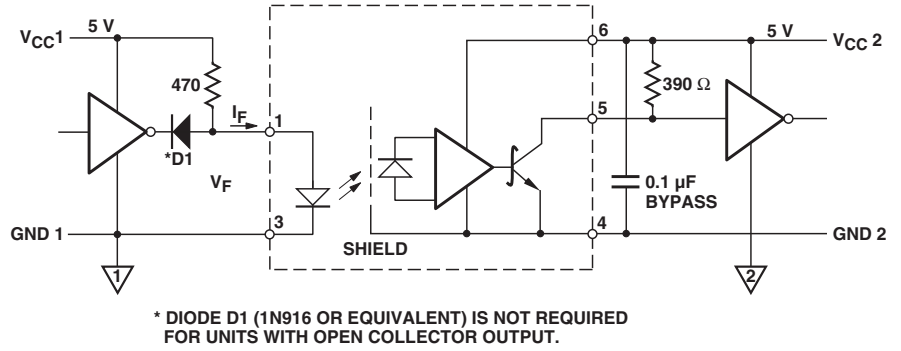 6
VCC1 5 V
5 V VCC 2
470
390 Ω
IF
1
5
*D1
VF
0.1 µF
BYPASS
3
4
GND 1
GND 2
SHIELD
1
2
* DIODE D1 (1N916 OR EQUIVALENT) IS NOT REQUIRED
FOR UNITS WITH OPEN COLLECTOR OUTPUT.